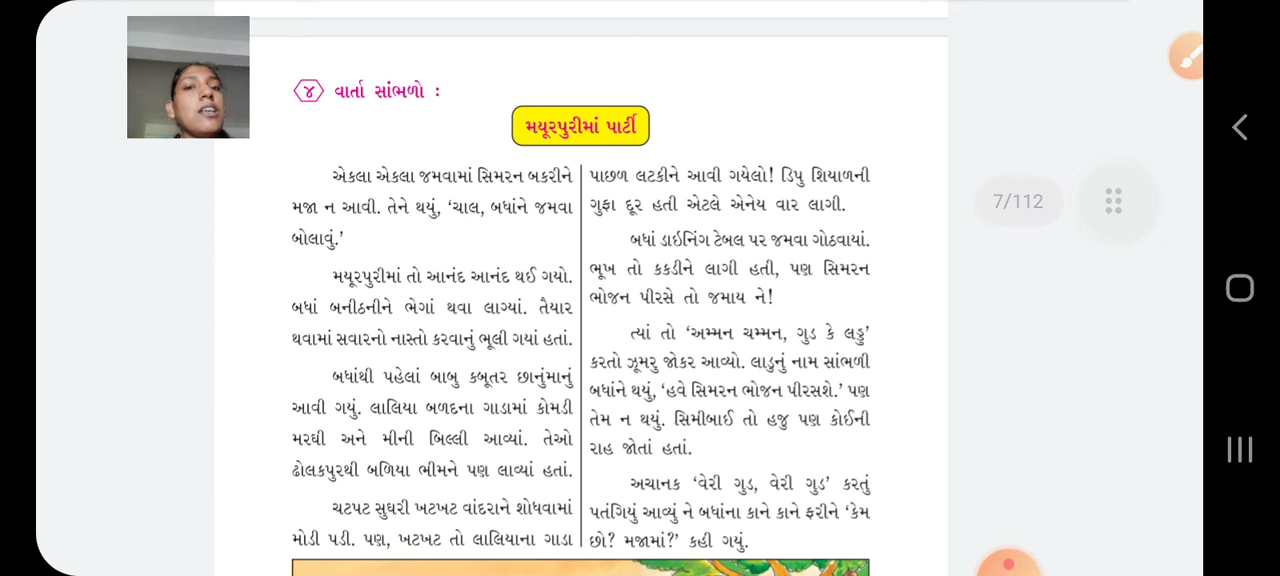 ૪ વાર્તા સાંભળો :
મયૂરપુરીમાં પાર્ટી
એકલા એકલા જમવામાં સિમરન બકરીને
મજા ન આવી. તેને થયું, ‘ચાલ, બધાંને જમવા
બોલાવું.’
મયૂરપુરીમાં તો આનંદ આનંદ થઈ ગયો.
બધાં બનીઠનીને ભેગાં થવા લાગ્યાં. તૈયાર
થવામાં સવારનો નાસ્તો કરવાનું ભૂલી ગયાં હતાં.
બધાંથી પહેલાં બાબુ કબૂતર છાનુંમાનું
આવી ગયું. લાલિયા બળદના ગાડામાં કોમડી
મરઘી અને મીની બિલ્લી આવ્યાં. તેઓ
ઢોલકપુરથી બળિયા ભીમને પણ લાવ્યાં હતાં.
ચટપટ સુઘરી ખટખટ વાંદરાને શોધવામાં
મોડી પડી. પણ, ખટખટ તો લાલિયાના ગાડા
પાછળ લટકીને આવી ગયેલો! ડિપુ શિયાળની
ગુફા દૂર હતી એટલે એનેય વાર લાગી.
બધાં ડાઇનિંગ ટેબલ પર જમવા ગોઠવાયાં.
ભૂખ તો કકડીને લાગી હતી, પણ સિમરન
ભોજન પીરસે તો જમાય ને!
ત્યાં તો ‘અમ્મન ચમ્મન, ગુડ કે લડ્ડુ’
કરતો ઝૂમરુ જોકર આવ્યો. લાડુનું નામ સાંભળી
બધાંને થયું, ‘હવે સિમરન ભોજન પીરસશે.’ પણ
તેમ ન થયું. સિમીબાઈ તો હજુ પણ કોઈની
રાહ જોતાં હતાં.
અચાનક ‘વેરી ગુડ, વેરી ગુડ’ કરતું
પતંગિયું આવ્યું ને બધાંના કાને કાને ફરીને ‘કેમ
છો? મજામાં?’ કહી ગયું.
7/112